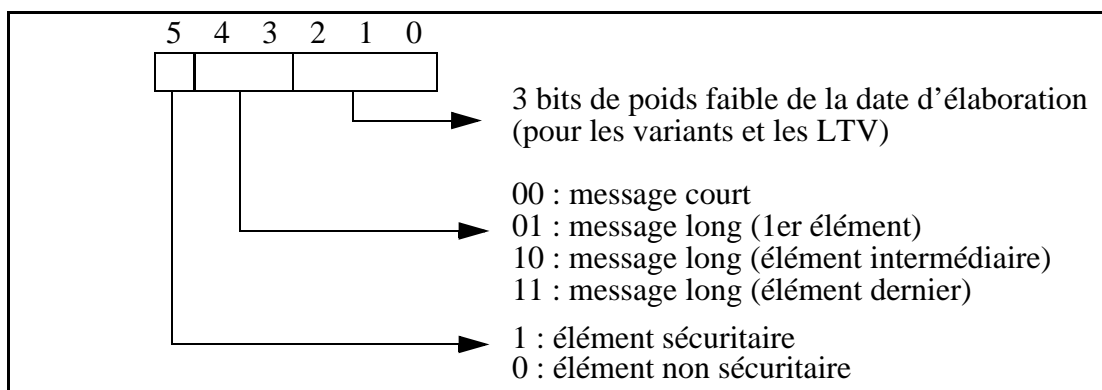 5 4 3 2 1 0
3 bits de poids faible de la date d’élaboration
(pour les variants et les LTV)
00 : message court
01 : message long (1er élément)
10 : message long (élément intermédiaire)
11 : message long (élément dernier)
1 : élément sécuritaire
0 : élément non sécuritaire